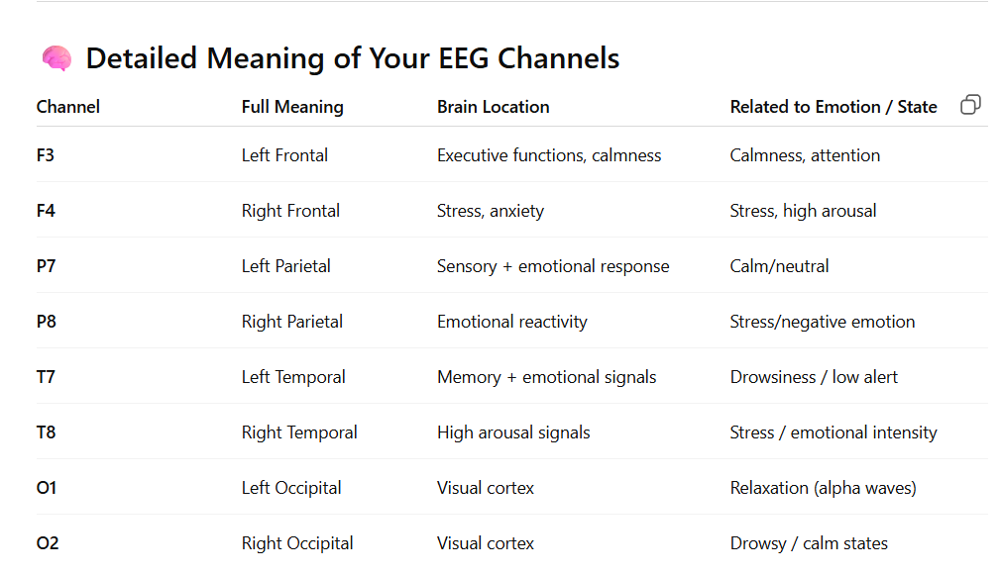 Detailed Meaning of Your EEG Channels
Channel Full Meaning Brain Location Related to Emotion / State
F3 Left Frontal Executive functions, calmness Calmness, attention
F4 Right Frontal Stress, anxiety Stress, high arousal
P7 Left Parietal Sensory + emotional response Calm/neutral
P8 Right Parietal Emotional reactivity Stress/negative emotion
T7 Left Temporal Memory + emotional signals Drowsiness / low alert
T8 Right Temporal High arousal signals Stress / emotional intensity
O1 Left Occipital Visual cortex Relaxation (alpha waves)
O2 Right Occipital Visual cortex Drowsy / calm states